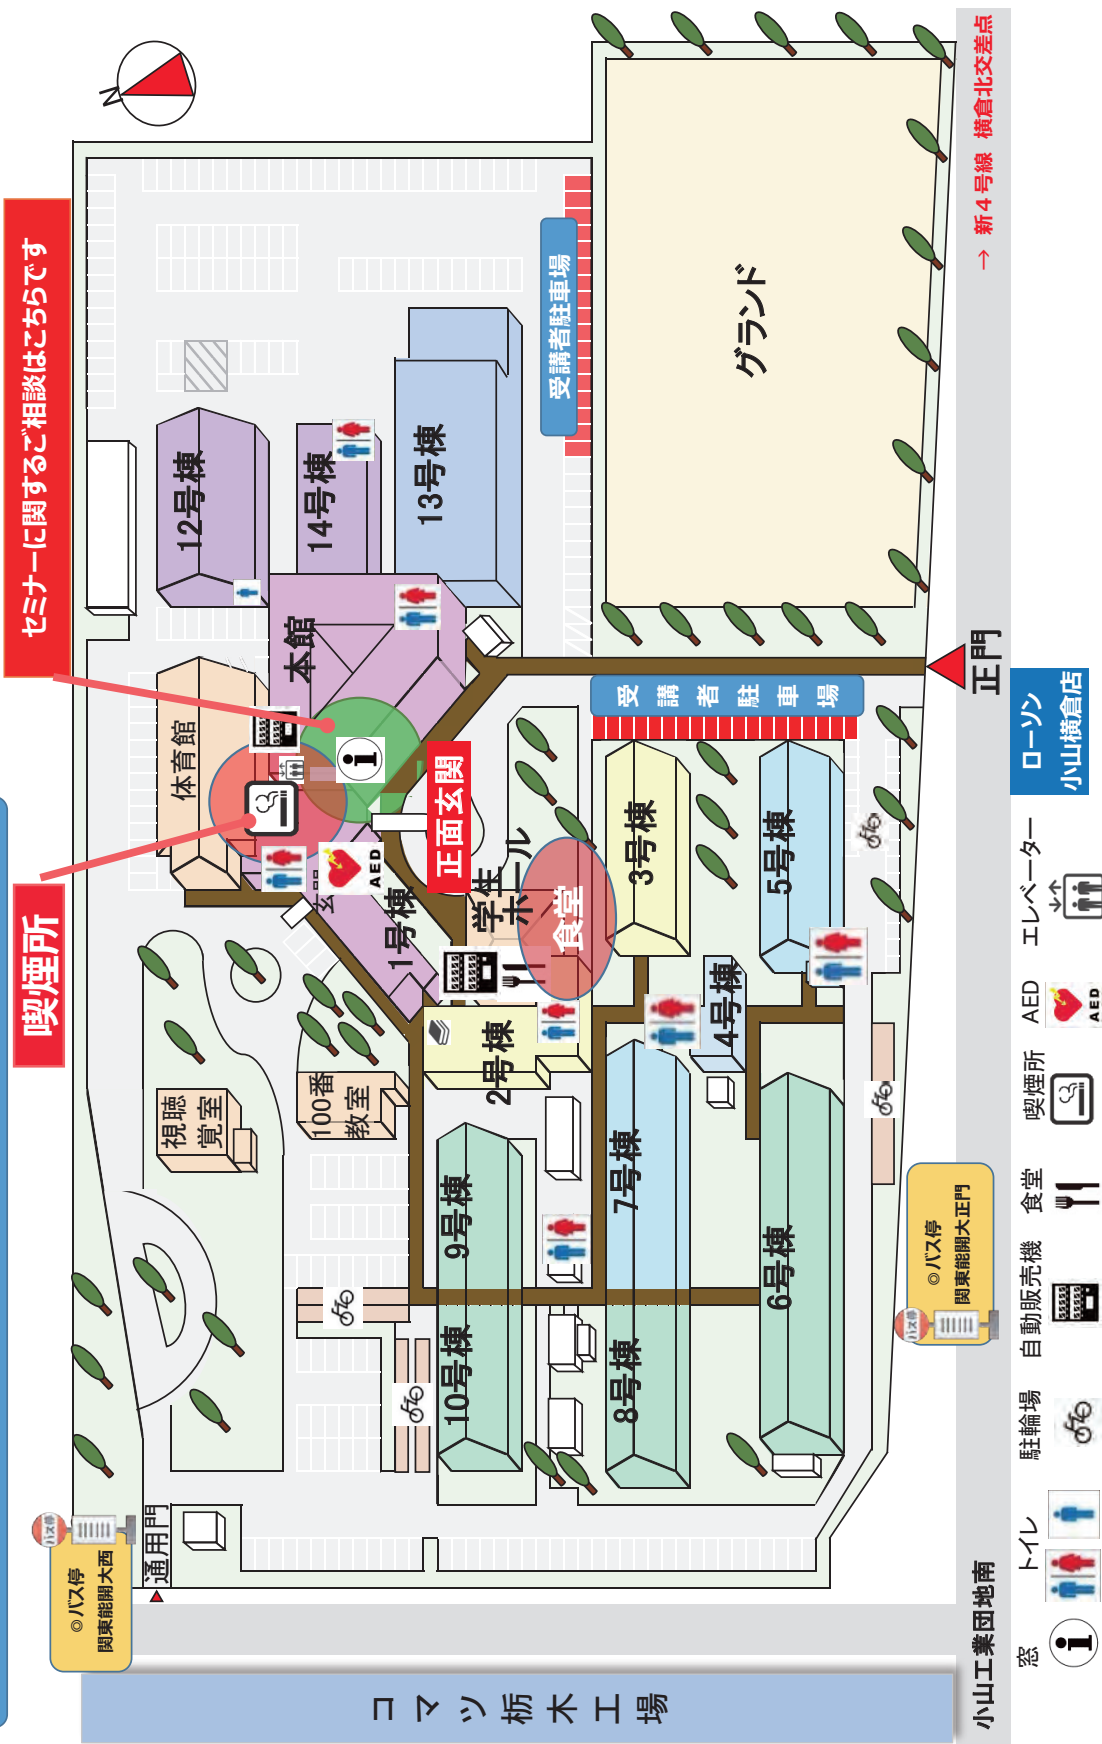 喫煙所
セミナーに関するご相談はこちらです
N
コマツ栃木工場
◎バス停
関東能開大西
バス停
通用門
視聴
覚室
100番
教室
体育館
12号棟
14号棟
13号棟
本館
玄関
AED
1号棟
正面玄関
学生
ホール
食堂
2号棟
3号棟
4号棟
5号棟
6号棟
7号棟
8号棟
9号棟
10号棟
受講者駐車場
受講者駐車場
グランド
正門
バス停
◎バス停
関東能開大正門
小山工業団地南
→ 新4号線 横倉北交差点
ローソン
小山横倉店
窓
トイレ
駐輪場
自動販売機
食堂
喫煙所
AED
AED
エレベーター